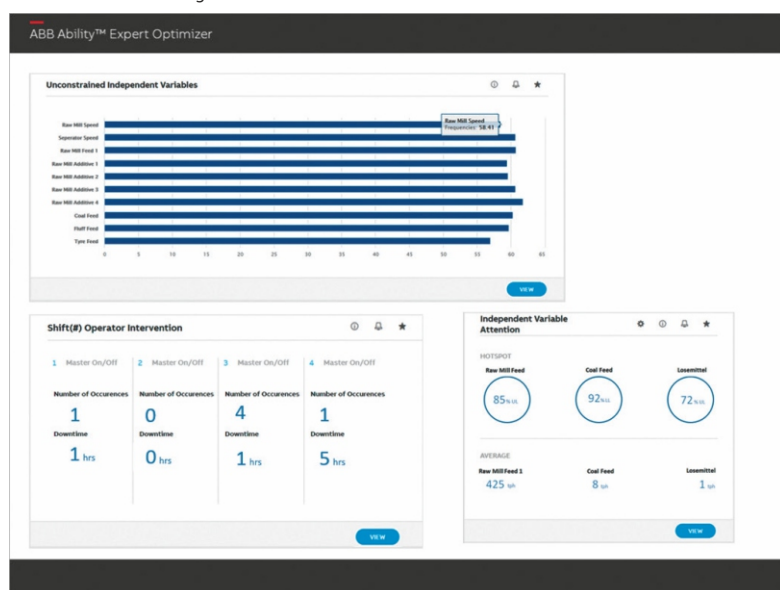 ABB Ability™ Expert Optimizer
Unconstrained Independent Variables
Raw Mill Speed
Frequencies: 58.41
Raw Mill Speed
Seperator Speed
Raw Mill Feed 1
Raw Mill Additive 1
Raw Mill Additive 2
Raw Mill Additive 3
Raw Mill Additive 4
Coal Feed
Fluff Feed
Tyre Feed
0 5 10 15 20 25 30 35 40 45 50 55 60 65
VIEW
Shift(#) Operator Intervention
1 Master On/Off 2 Master On/Off 3 Master On/Off 4 Master On/Off
Number of Occurences Number of Occurences Number of Occurences Number of Occurences
1 0 4 1
Downtime Downtime Downtime Downtime
1 hrs 0 hrs 1 hrs 5 hrs
VIEW
Independent Variable
Attention
HOTSPOT
Raw Mill Feed Coal Feed Losemittel
85% UL 92% LL 72% UL
AVERAGE
Raw Mill Feed 1 Coal Feed Losemittel
425 tph 8 tph 1 tph
VIEW